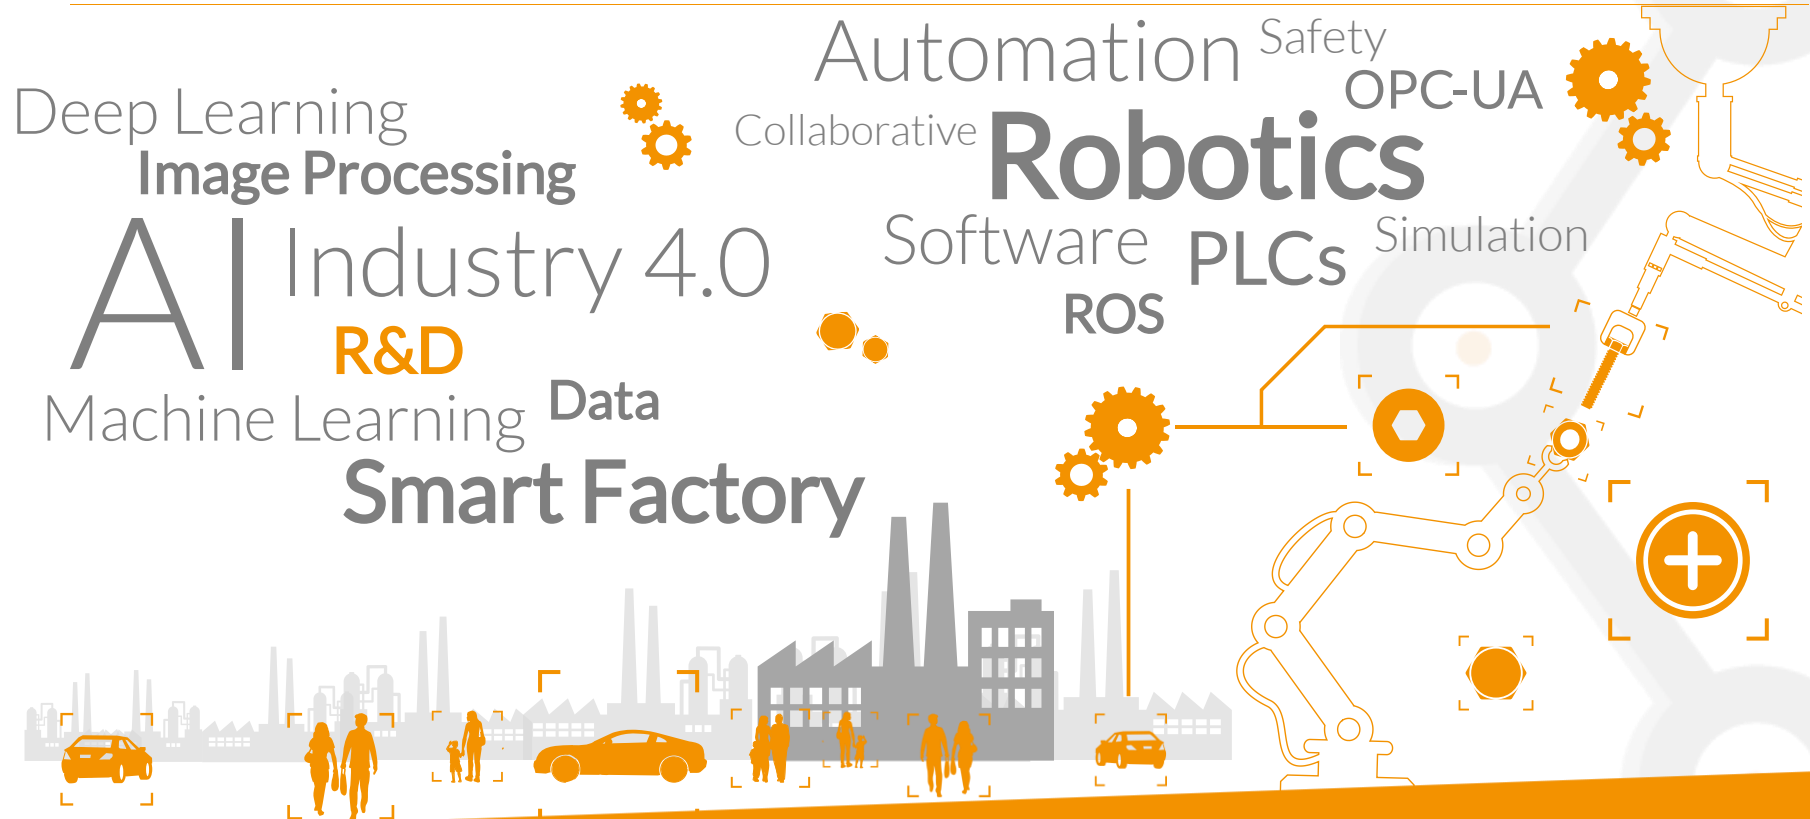 Automation
Safety
OPC-UA
Deep Learning
Collaborative
Robotics
Image Processing
AI
Industry 4.0
Software
PLCs
Simulation
ROS
R&D
Data
Machine Learning
Smart Factory